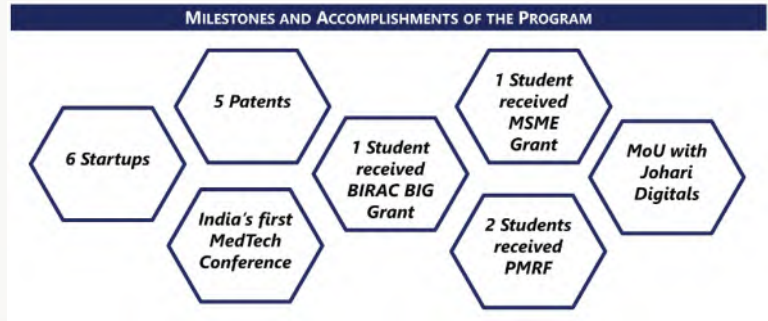 MILESTONES AND ACCOMPLISHMENTS OF THE PROGRAM
6 Startups
5 Patents
India's first
MedTech
Conference
1 Student
received
BIRAC BIG
Grant
1 Student
received
MSME
Grant
2 Students
received
PMRF
MoU with
Johari
Digitals